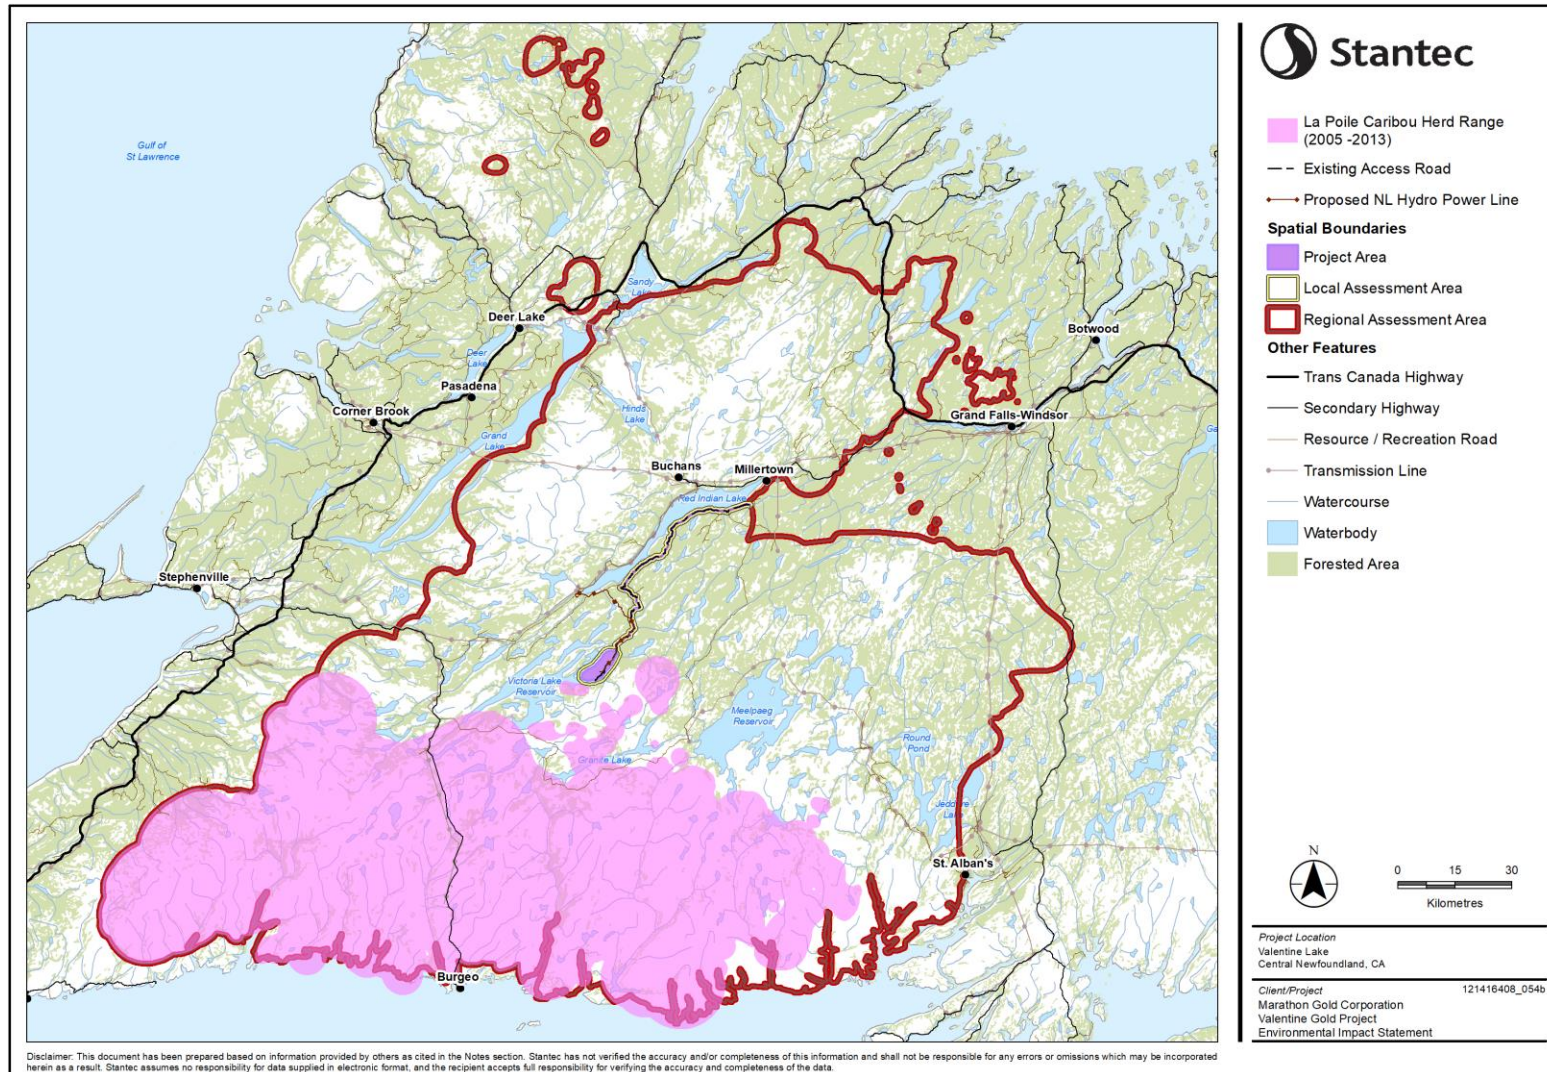 Gulf of
St Lawrence
Sandy
Lake
Deer Lake
Deer
Lake
Pasadena
Corner Brook
Grand
Lake
Hinds
Lake
Botwood
Grand Falls-Windsor
Buchans
Millertown
Red Indian Lake
Stephenville
Victoria Lake
Reservoir
Meelpaeg
Reservoir
Granite Lake
Round
Pond
Jeddore
Lake
St. Alban's
Burgeo
Stantec
La Poile Caribou Herd Range
(2005 -2013)
Existing Access Road
Proposed NL Hydro Power Line
Spatial Boundaries
Project Area
Local Assessment Area
Regional Assessment Area
Other Features
Trans Canada Highway
Secondary Highway
Resource / Recreation Road
Transmission Line
Watercourse
Waterbody
Forested Area
N
0 15 30
Kilometres
Project Location
Valentine Lake
Central Newfoundland, CA
Client/Project 121416408_054b
Marathon Gold Corporation
Valentine Gold Project
Environmental Impact Statement
Disclaimer: This document has been prepared based on information provided by others as cited in the Notes section. Stantec has not verified the accuracy and/or completeness of this information and shall not be responsible for any errors or omissions which may be incorporated
herein as a result. Stantec assumes no responsibility for data supplied in electronic format, and the recipient accepts full responsibility for verifying the accuracy and completeness of the data.